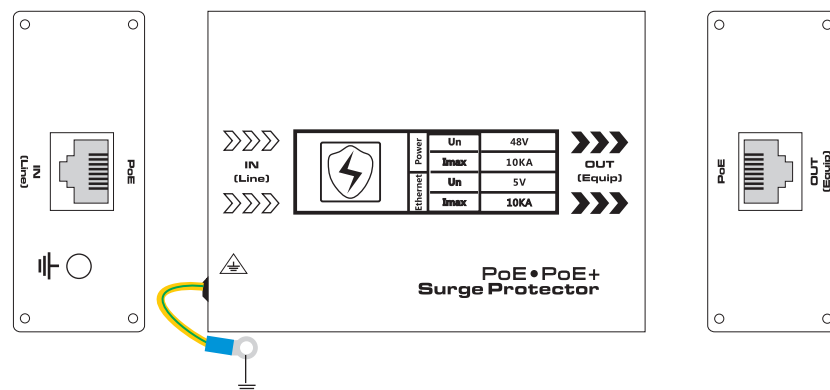 IN
(Line)
PoE
IN
(Line)
Power
Un 48V
Imax 10KA
Ethernet
Un 5V
Imax 10KA
OUT
(Equip)
PoE•PoE+
Surge Protector
PoE
OUT
(Equip)